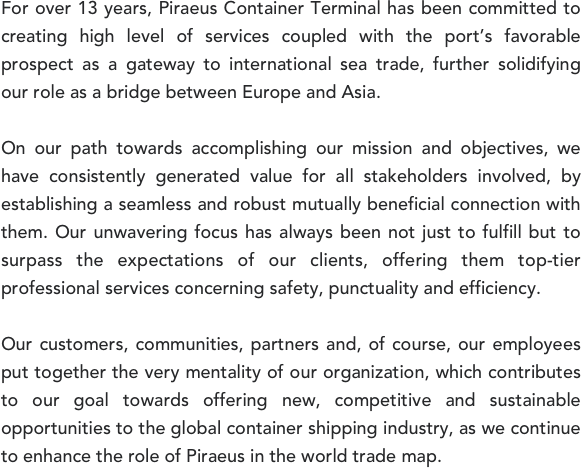 For over 13 years, Piraeus Container Terminal has been committed to
creating high level of services coupled with the port’s favorable
prospect as a gateway to international sea trade, further solidifying
our role as a bridge between Europe and Asia.
On our path towards accomplishing our mission and objectives, we
have consistently generated value for all stakeholders involved, by
establishing a seamless and robust mutually beneficial connection with
them. Our unwavering focus has always been not just to fulfill but to
surpass the expectations of our clients, offering them top-tier
professional services concerning safety, punctuality and efficiency.
Our customers, communities, partners and, of course, our employees
put together the very mentality of our organization, which contributes
to our goal towards offering new, competitive and sustainable
opportunities to the global container shipping industry, as we continue
to enhance the role of Piraeus in the world trade map.